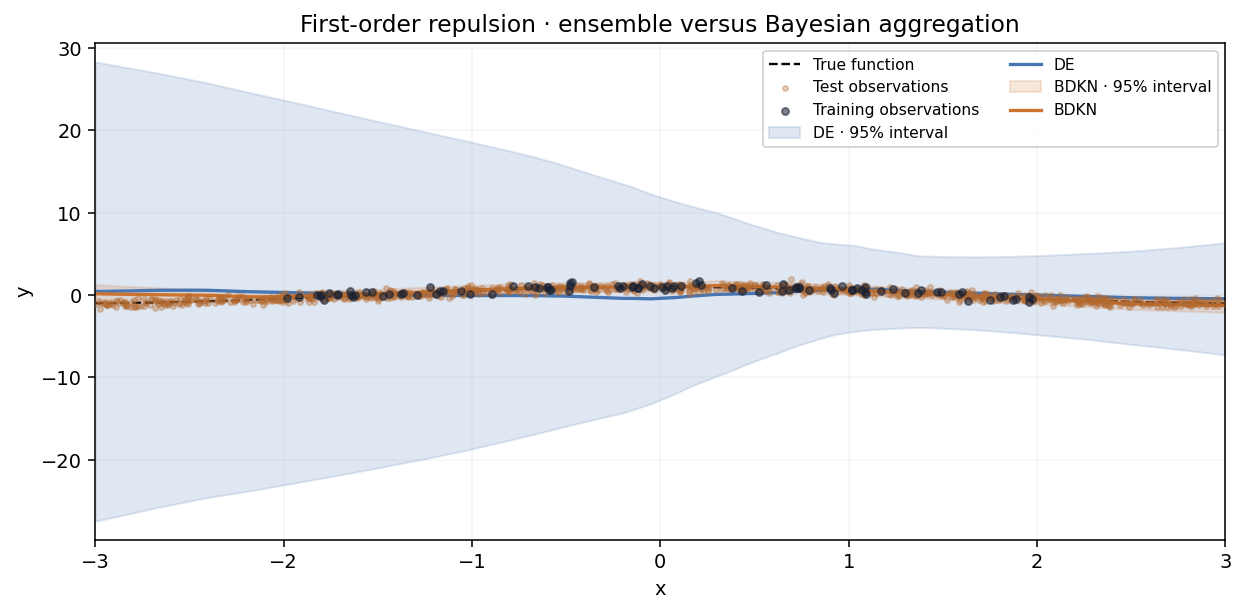 First-order repulsion · ensemble versus Bayesian aggregation
30
20
10
0
−10
−20
y
True function
Test observations
Training observations
DE · 95% interval
DE
BDKN · 95% interval
BDKN
−3
−2
−1
0
1
2
3
x